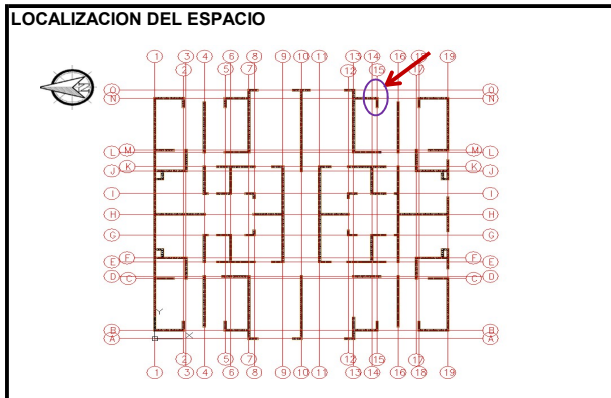 LOCALIZACION DEL ESPACIO
1 3 4 6 8 9 10 11 13 14 16 18 19
2 5 7 12 15 17
N
O O
N N
M M
L L
K K
J J
I I
H H
G G
F F
E E
D D
C C
Y
B B
X
A A
2 5 7 12 15 17
1 3 4 6 8 9 10 11 13 14 16 18 19